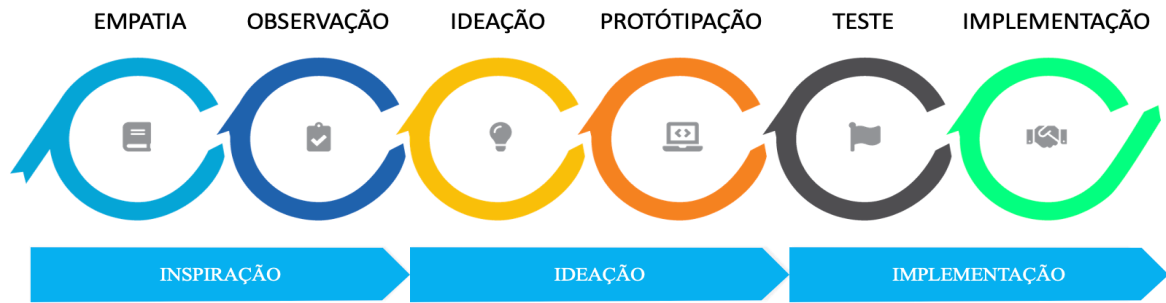 EMPATIA OBSERVAÇÃO IDEAÇÃO PROTÓTIPAÇÃO TESTE IMPLEMENTAÇÃO
INSPIRAÇÃO IDEAÇÃO IMPLEMENTAÇÃO